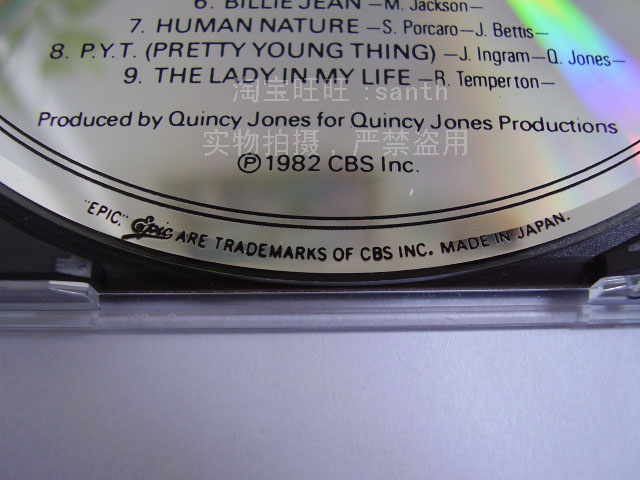 6. BILLIE JEAN –M. Jackson–
7. HUMAN NATURE –S. Porcaro–J. Bettis–
8. P.Y.T. (PRETTY YOUNG THING) –J. Ingram–Q. Jones–
9. THE LADY IN MY LIFE –R. Temperton–
淘宝旺旺 :santh
Produced by Quincy Jones for Quincy Jones Productions
实物拍摄,严禁盗用
℗ 1982 CBS Inc.
"EPIC," Epic ARE TRADEMARKS OF CBS INC. MADE IN JAPAN.